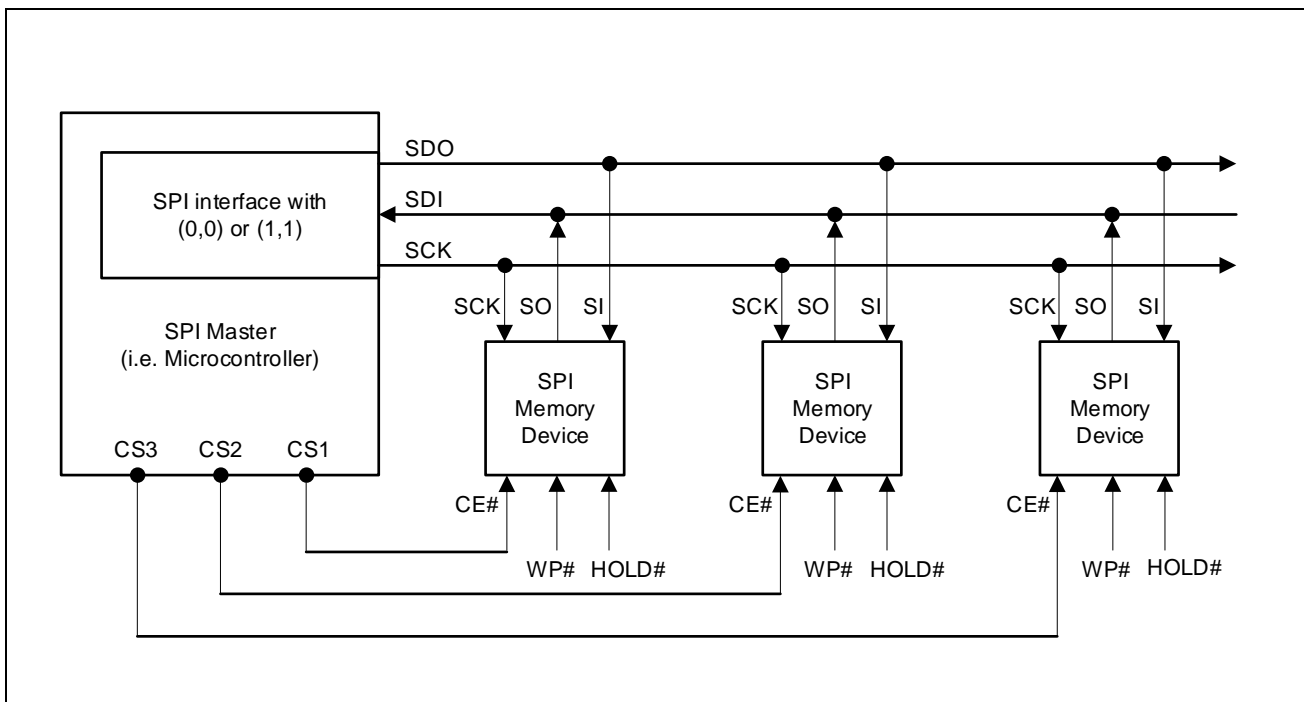 SDO
SPI interface with
(0,0) or (1,1)
SDI
SCK
SPI Master
(i.e. Microcontroller)
SCK SO SI
SCK SO SI
SCK SO SI
SPI
Memory
Device
SPI
Memory
Device
SPI
Memory
Device
CS3 CS2 CS1
CE#
WP# HOLD#
CE#
WP# HOLD#
CE#
WP# HOLD#